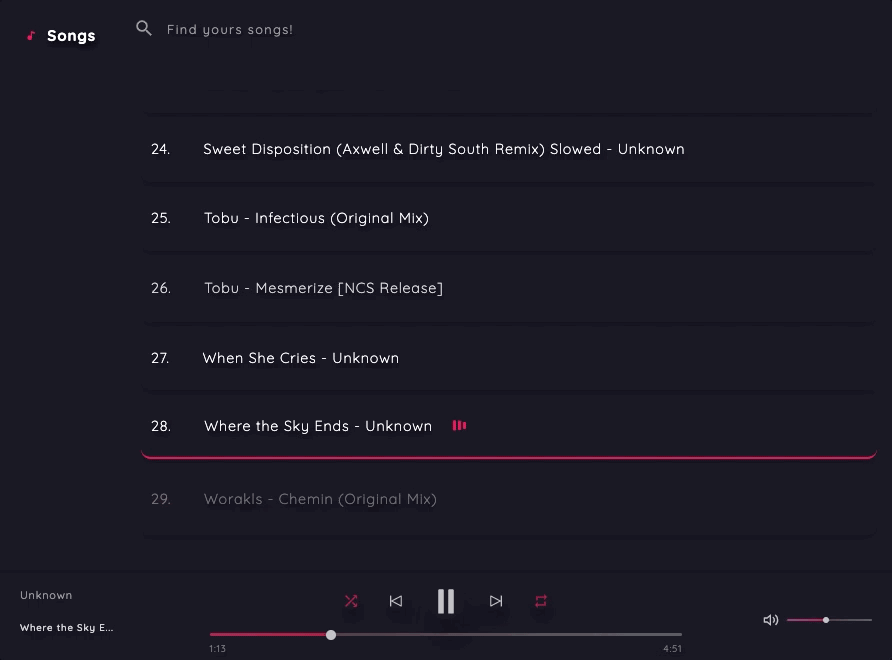 Songs
Find yours songs!
24. Sweet Disposition (Axwell & Dirty South Remix) Slowed - Unknown
25. Tobu - Infectious (Original Mix)
26. Tobu - Mesmerize [NCS Release]
27. When She Cries - Unknown
28. Where the Sky Ends - Unknown
29. Worakls - Chemin (Original Mix)
Unknown
Where the Sky E...
1:13
4:51